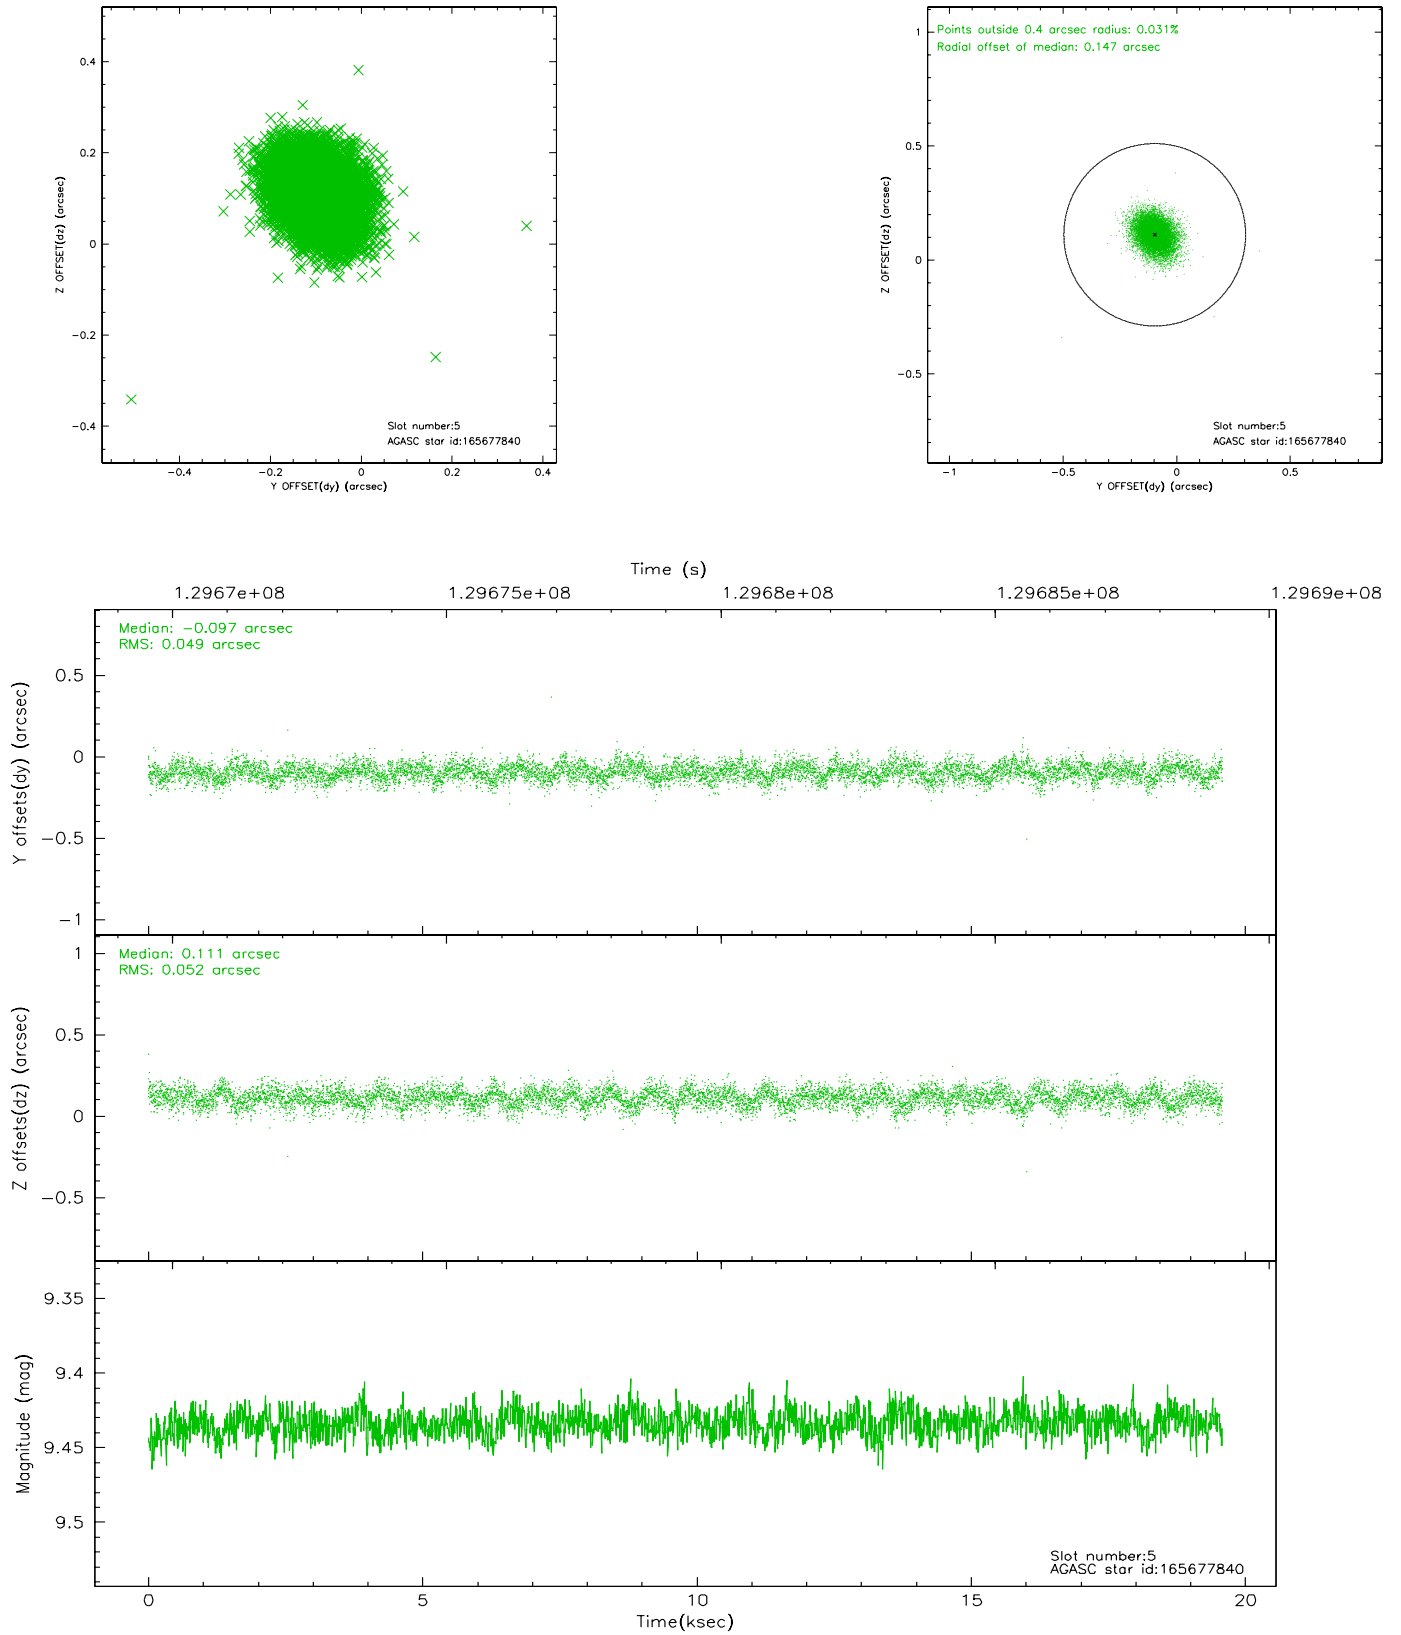 0.4
0.2
0
−0.2
−0.4
Z OFFSET(dz) (arcsec)
Slot number:5
AGASC star id:165677840
−0.4
−0.2
0
0.2
0.4
Y OFFSET(dy) (arcsec)
Points outside 0.4 arcsec radius: 0.031%
Radial offset of median: 0.147 arcsec
1
0.5
0
−0.5
Z OFFSET(dz) (arcsec)
Slot number:5
AGASC star id:165677840
−1
−0.5
0
0.5
Y OFFSET(dy) (arcsec)
Time (s)
1.2967e+08
1.29675e+08
1.2968e+08
1.29685e+08
1.2969e+08
Median: −0.097 arcsec
RMS: 0.049 arcsec
0.5
0
−0.5
−1
Y offsets(dy) (arcsec)
Median: 0.111 arcsec
RMS: 0.052 arcsec
1
0.5
0
−0.5
Z offsets(dz) (arcsec)
9.35
9.4
9.45
9.5
Magnitude (mag)
Slot number:5
AGASC star id:165677840
0
5
10
15
20
Time(ksec)